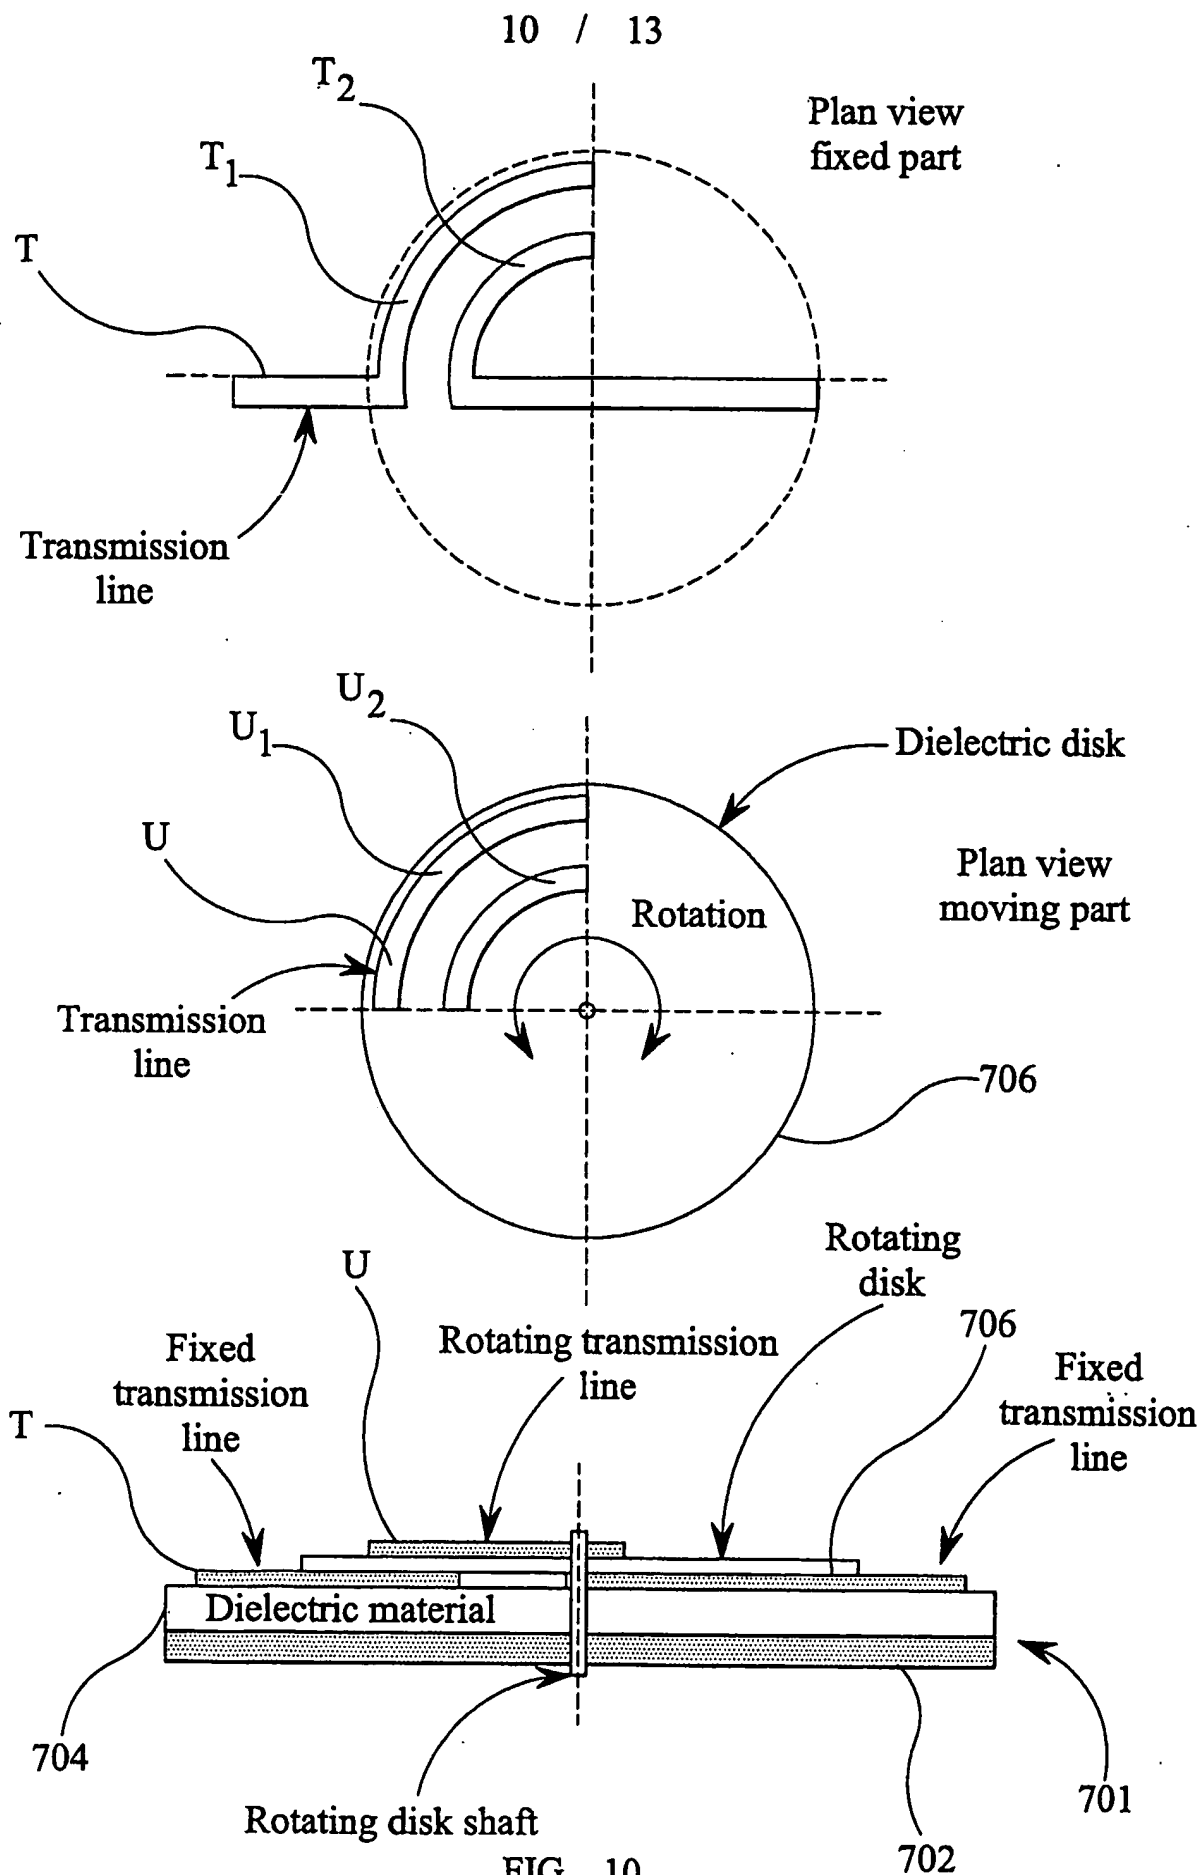 10 / 13
T2
Plan view
fixed part
T1
T
Transmission
line
U2
U1
Dielectric disk
U
Plan view
moving part
Rotation
Transmission
line
706
Rotating
disk
U
706
Rotating transmission
line
Fixed
transmission
line
Fixed
transmission
line
T
Dielectric material
704
701
Rotating disk shaft
702
FIG. 10